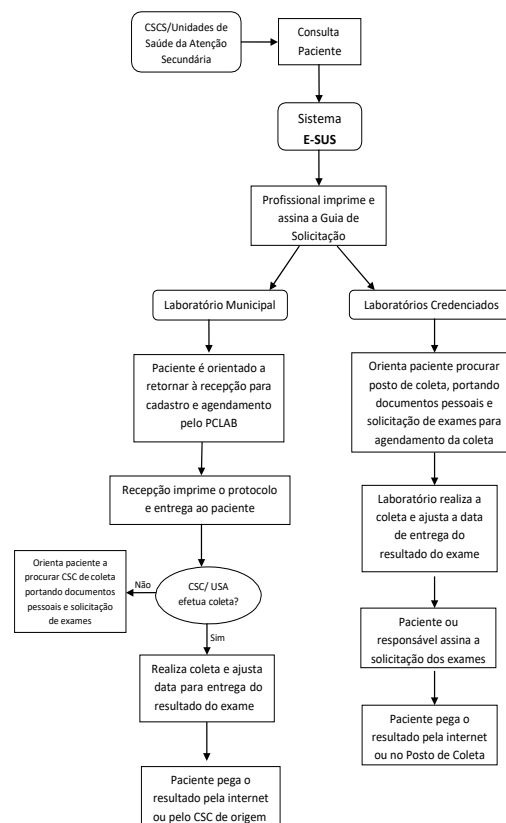 CSCS/Unidades de
Saúde da Atenção
Secundária
Consulta
Paciente
Sistema
E-SUS
Profissional imprime e
assina a Guia de
Solicitação
Laboratório Municipal
Laboratórios Credenciados
Paciente é orientado a
retornar à recepção para
cadastro e agendamento
pelo PCLAB
Orienta paciente procurar
posto de coleta, portando
documentos pessoais e
solicitação de exames para
agendamento da coleta
Recepção imprime o protocolo
e entrega ao paciente
Laboratório realiza a
coleta e ajusta a data
de entrega do
resultado do exame
Orienta paciente a
procurar CSC de coleta
portando documentos
pessoais e solicitação
de exames
Não
CSC/ USA
efetua coleta?
Sim
Paciente ou
responsável assina a
solicitação dos exames
Realiza coleta e ajusta
data para entrega do
resultado do exame
Paciente pega o
resultado pela internet
ou no Posto de Coleta
Paciente pega o
resultado pela internet
ou pelo CSC de origem